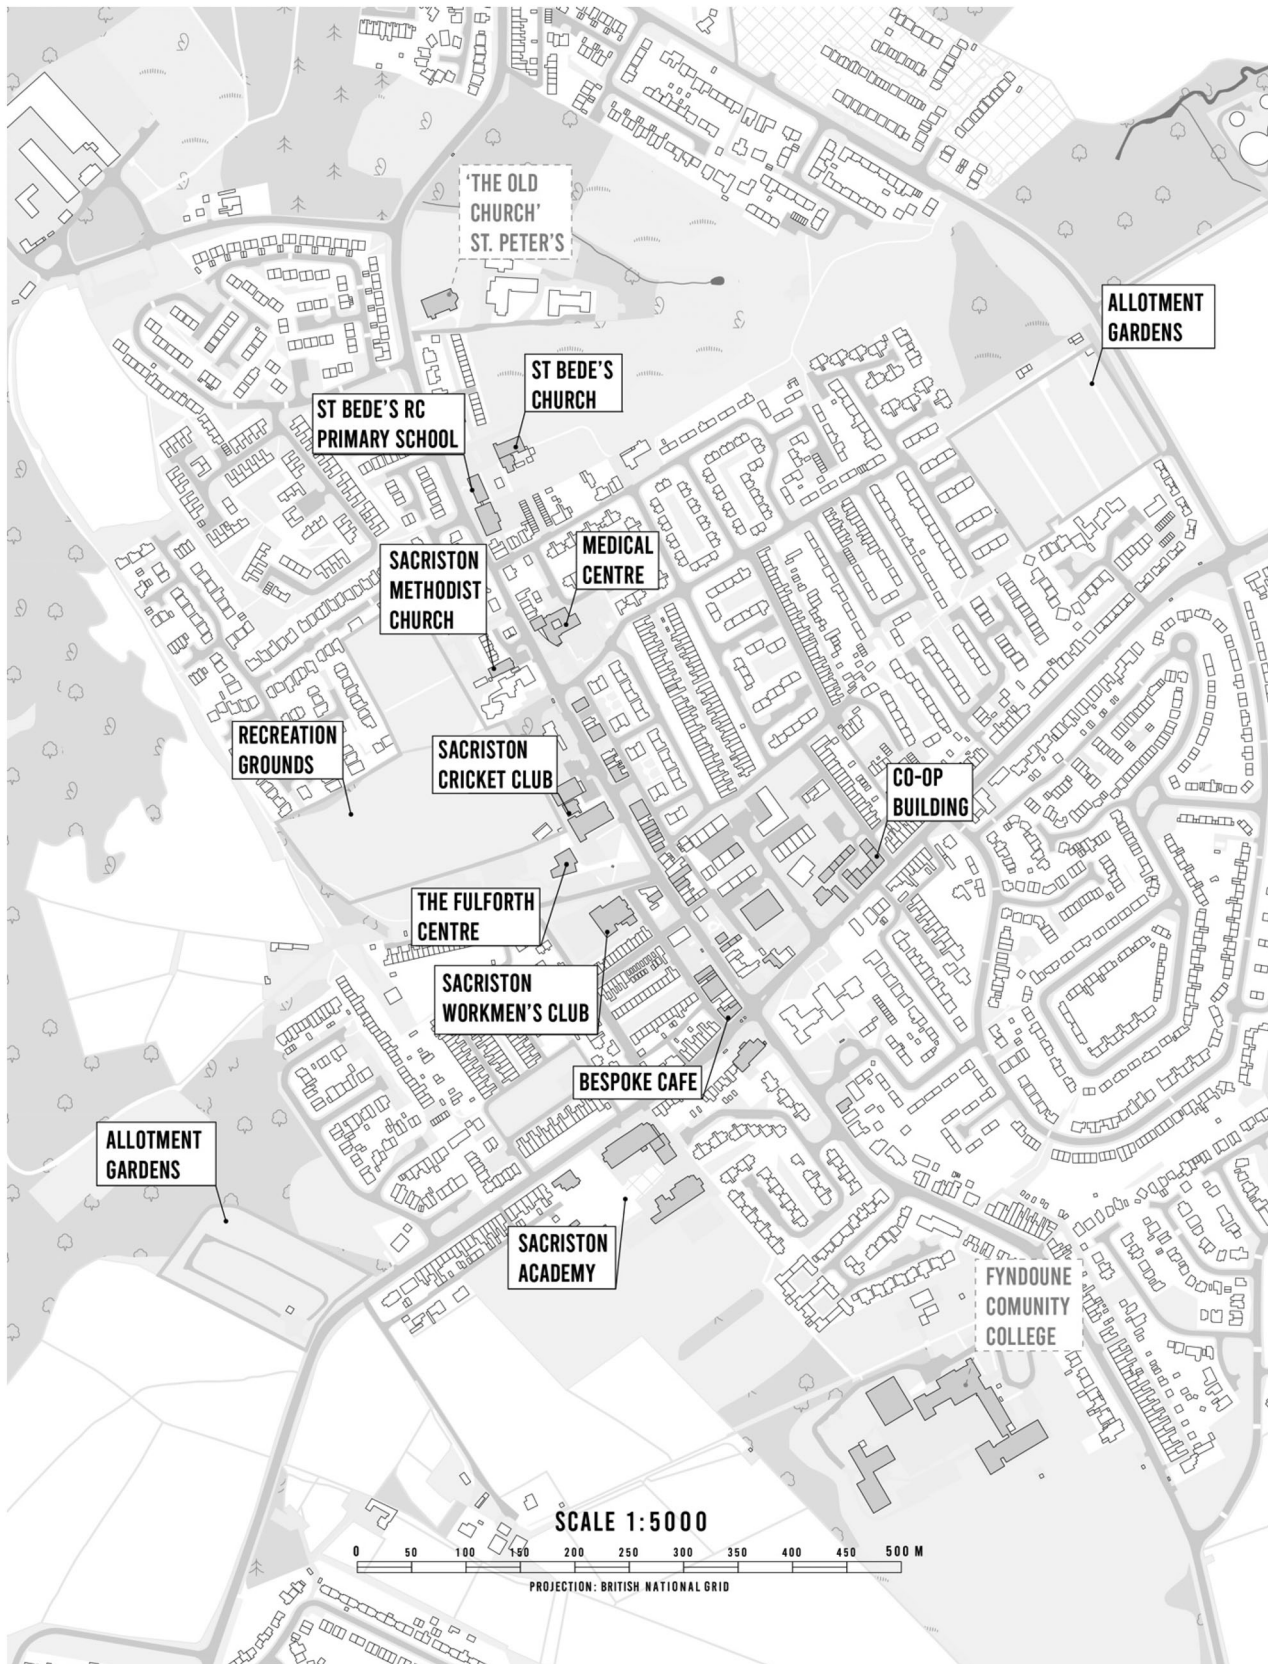 'THE OLD
CHURCH'
ST. PETER'S
ALLOTMENT
GARDENS
ST BEDE'S
CHURCH
ST BEDE'S RC
PRIMARY SCHOOL
MEDICAL
CENTRE
SACRISTON
METHODIST
CHURCH
RECREATION
GROUNDS
SACRISTON
CRICKET CLUB
CO-OP
BUILDING
THE FULFORTH
CENTRE
SACRISTON
WORKMEN'S CLUB
BESPOKE CAFE
ALLOTMENT
GARDENS
SACRISTON
ACADEMY
FYNDOUNE
COMUNITY
COLLEGE
SCALE 1:5000
0 50 100 150 200 250 300 350 400 450 500 M
PROJECTION: BRITISH NATIONAL GRID